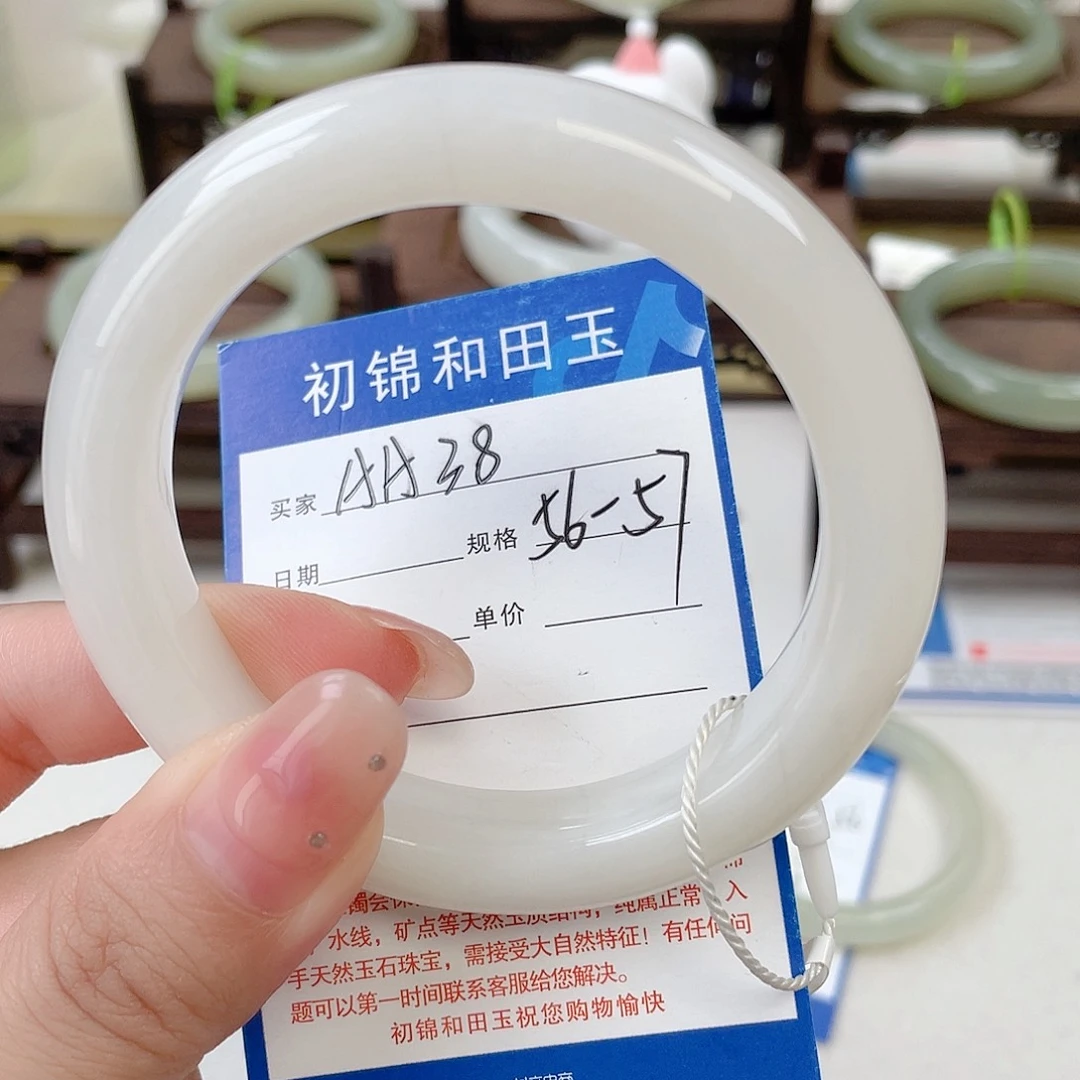 初锦和田玉
买家 AA38
日期 规格 56-57
单价
水线，矿点等天然玉质结构，纯属正常 入
手天然玉石珠宝，需接受大自然特征！有任何问
题可以第一时间联系客服给您解决。
初锦和田玉祝您购物愉快